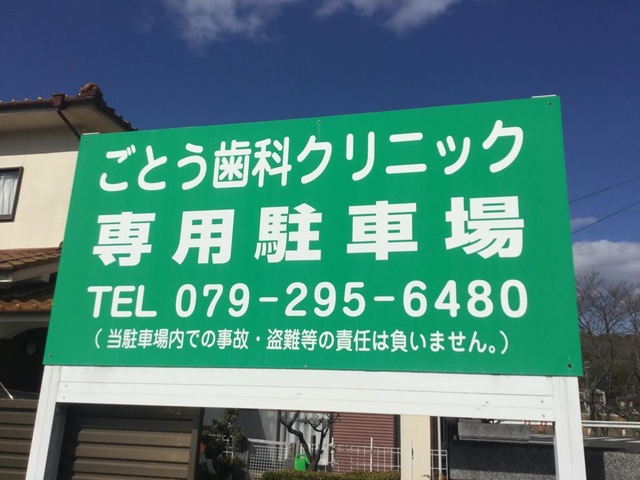 ごとう歯科クリニック
専用駐車場
TEL 079-295-6480
（当駐車場内での事故・盗難等の責任は負いません。）